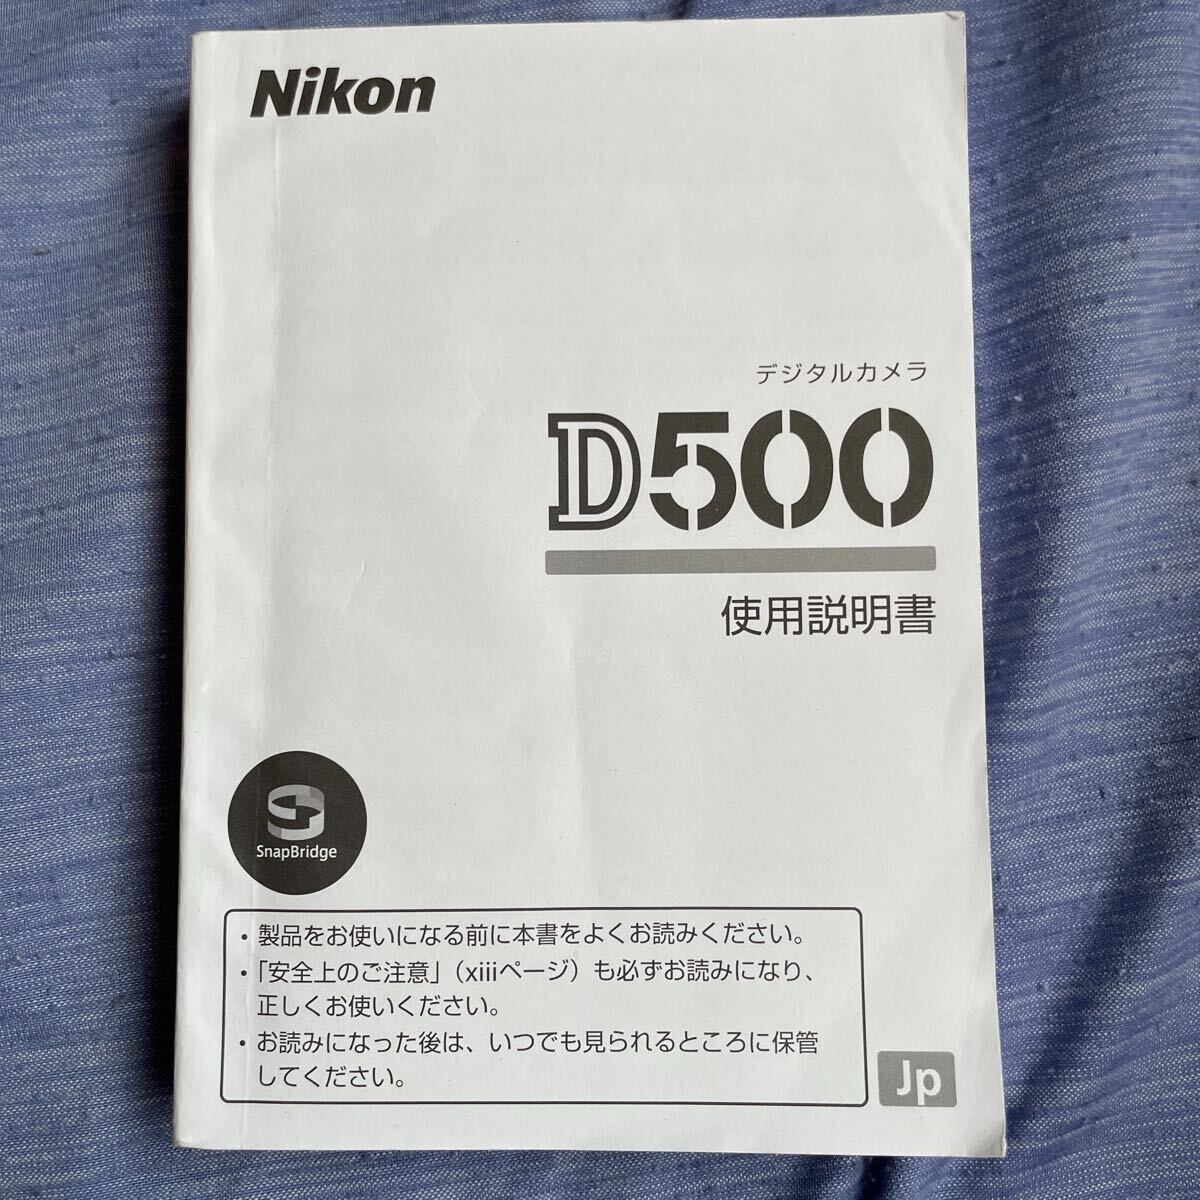 Nikon
デジタルカメラ
D500
使用説明書
SnapBridge
・製品をお使いになる前に本書をよくお読みください。
・「安全上のご注意」（xiiiページ）も必ずお読みになり、
正しくお使いください。
・お読みになった後は、いつでも見られるところに保管
してください。
Jp